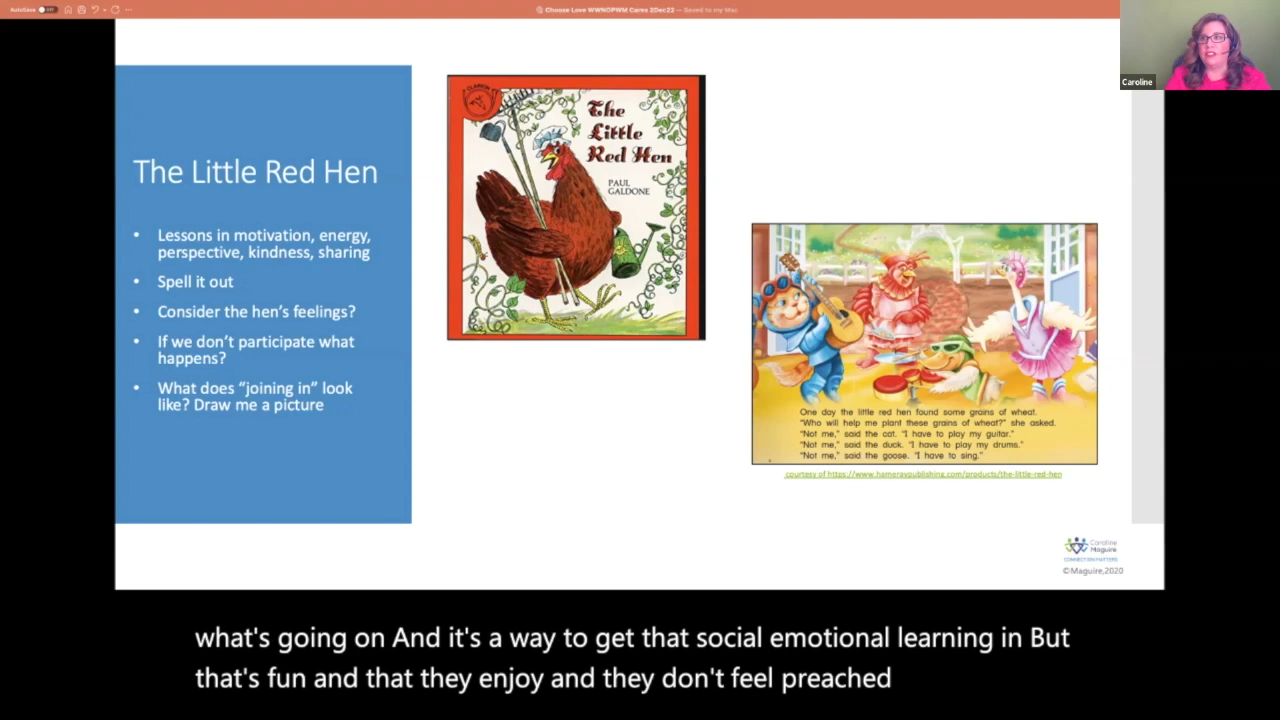 AutoSave
Choose Love WWNOPWM Cares 2Dec22 — Saved to my Mac
Caroline
The Little Red Hen
• Lessons in motivation, energy,
perspective, kindness, sharing
• Spell it out
• Consider the hen's feelings?
• If we don't participate what
happens?
• What does “joining in” look
like? Draw me a picture
CLARION
The
Little
Red Hen
PAUL
GALDONE
One day the little red hen found some grains of wheat.
"Who will help me plant these grains of wheat?" she asked.
"Not me," said the cat. "I have to play my guitar."
"Not me," said the duck. "I have to play my drums."
"Not me," said the goose. "I have to sing."
courtesy of https://www.hameraypublishing.com/products/the-little-red-hen
Caroline
Maguire
CONNECTION MATTERS
©Maguire,2020
what's going on And it's a way to get that social emotional learning in But
that's fun and that they enjoy and they don't feel preached